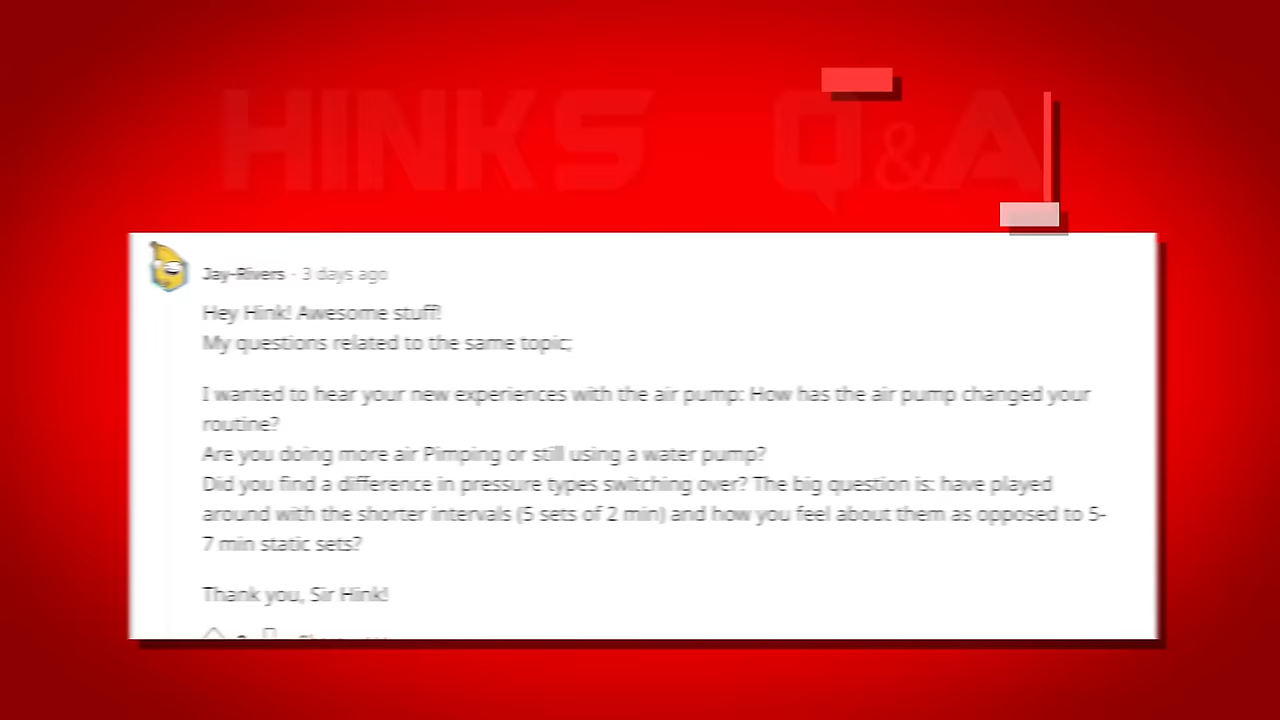 HINKS Q&A
Jay-Rivers · 3 days ago
Hey Hink! Awesome stuff!
My questions related to the same topic;
I wanted to hear your new experiences with the air pump: How has the air pump changed your
routine?
Are you doing more air Pimping or still using a water pump?
Did you find a difference in pressure types switching over? The big question is: have played
around with the shorter intervals (5 sets of 2 min) and how you feel about them as opposed to 5-
7 min static sets?
Thank you, Sir Hink!